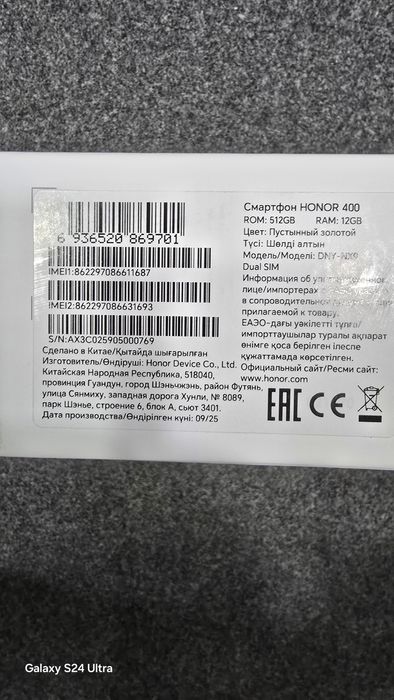 6 936520 869701
IMEI1:862297086611687
IMEI2:862297086631693
S/N:AX3C025905000769
Сделано в Китае/Қытайда шығарылған
Изготовитель/Өндіруші: Honor Device Co., Ltd.
Китайская Народная Республика, 518040,
провинция Гуандун, город Шэньчжэнь, район Футянь,
улица Сянмиху, западная дорога Хунли, № 8089,
парк Шэнье, строение 6, блок А, сьют 3401.
Дата производства/Өндірілген күні: 09/25
Смартфон HONOR 400
ROM: 512GB RAM: 12GB
Цвет: Пустынный золотой
Түсі: Шөлді алтын
Модель/Моделі: DNY-NX9
Dual SIM
Информация об
лице/импортерах
в сопроводительной
прилагаемой к товару.
ЕАЭО-дағы уәкілетті тұлға/
импорттаушылар туралы ақпарат
өнімге қоса берілген ілеспе
құжаттамада көрсетілген.
Официальный сайт/Ресми сайт:
www.honor.com
EAC CE
Galaxy S24 Ultra